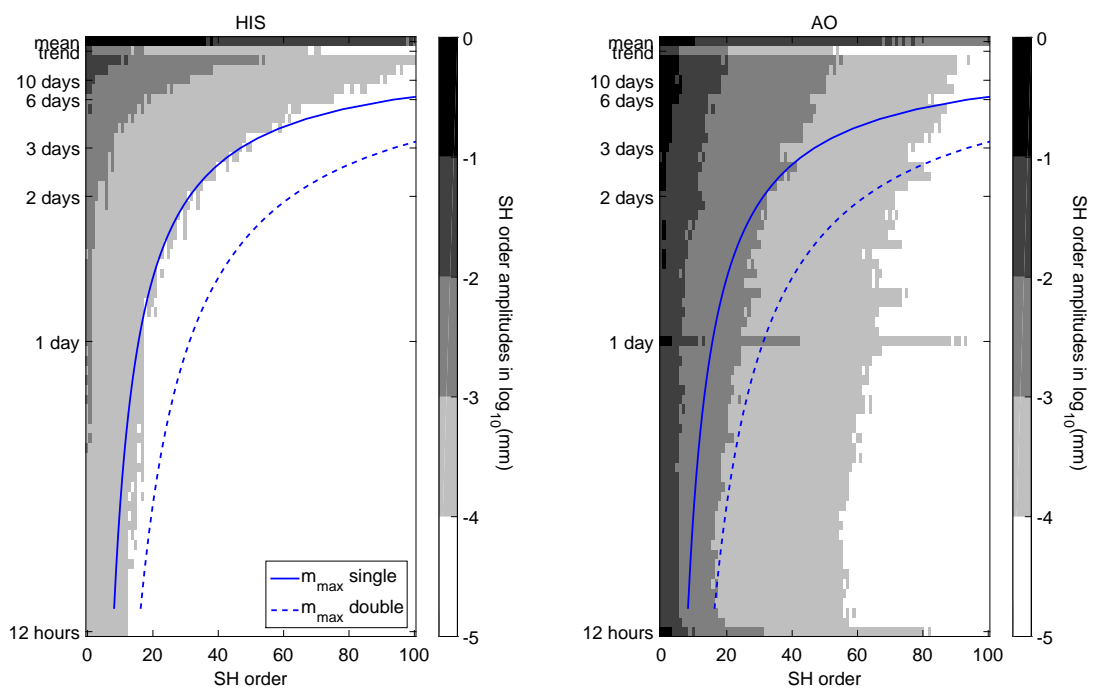 HIS
mean
trend
10 days
6 days
3 days
2 days
1 day
12 hours
0 20 40 60 80 100
SH order
m_max single
m_max double
0
-1
-2
-3
-4
-5
SH order amplitudes in log_10(mm)
AO
mean
trend
10 days
6 days
3 days
2 days
1 day
12 hours
0 20 40 60 80 100
SH order
0
-1
-2
-3
-4
-5
SH order amplitudes in log_10(mm)